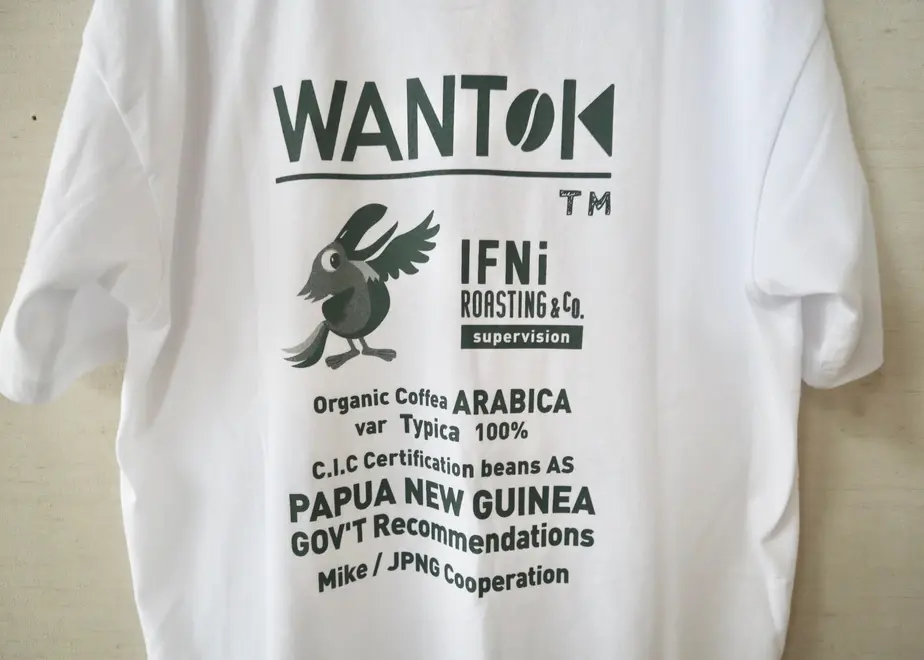 WANTOK
TM
IFNi
ROASTING & Co.
supervision
Organic Coffea ARABICA
var Typica 100%
C.I.C Certification beans AS
PAPUA NEW GUINEA
GOV'T Recommendations
Mike / JPNG Cooperation